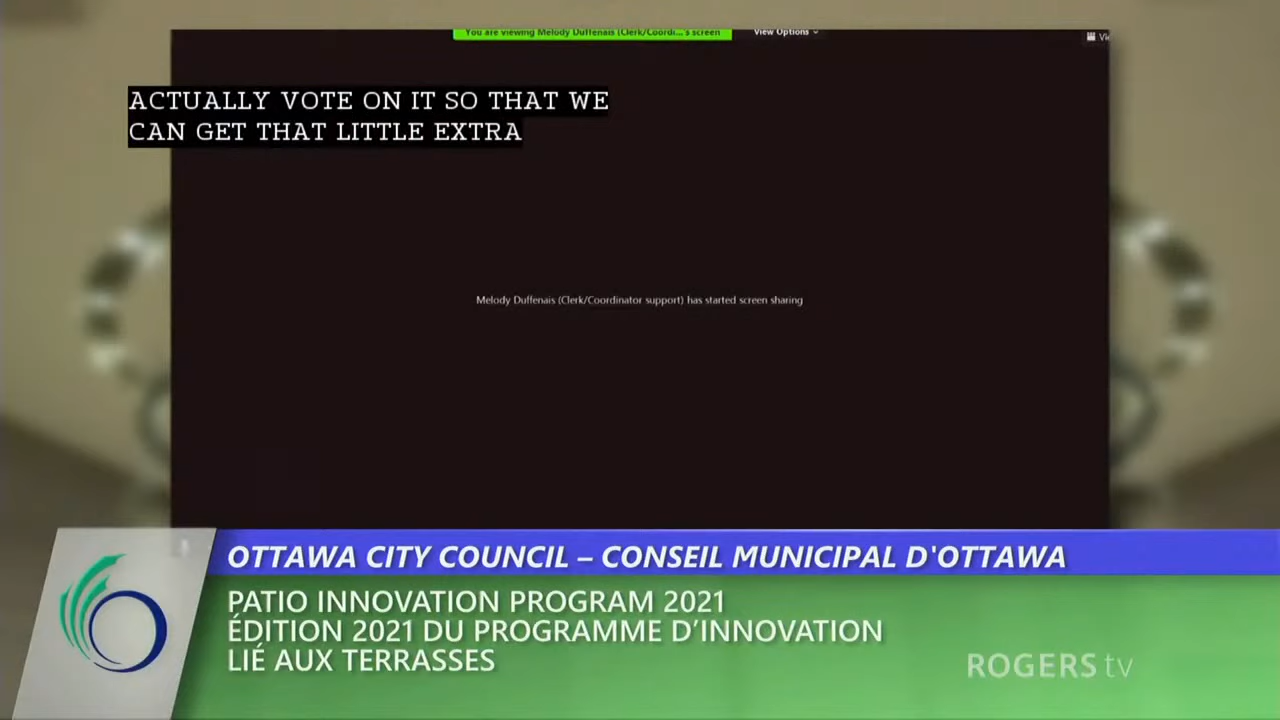 You are viewing Melody Duffenais (Clerk/Coordi... 's screen
View Options
ACTUALLY VOTE ON IT SO THAT WE
CAN GET THAT LITTLE EXTRA
Melody Duffenais (Clerk/Coordinator support) has started screen sharing
OTTAWA CITY COUNCIL – CONSEIL MUNICIPAL D'OTTAWA
PATIO INNOVATION PROGRAM 2021
ÉDITION 2021 DU PROGRAMME D’INNOVATION
LIÉ AUX TERRASSES
ROGERS tv